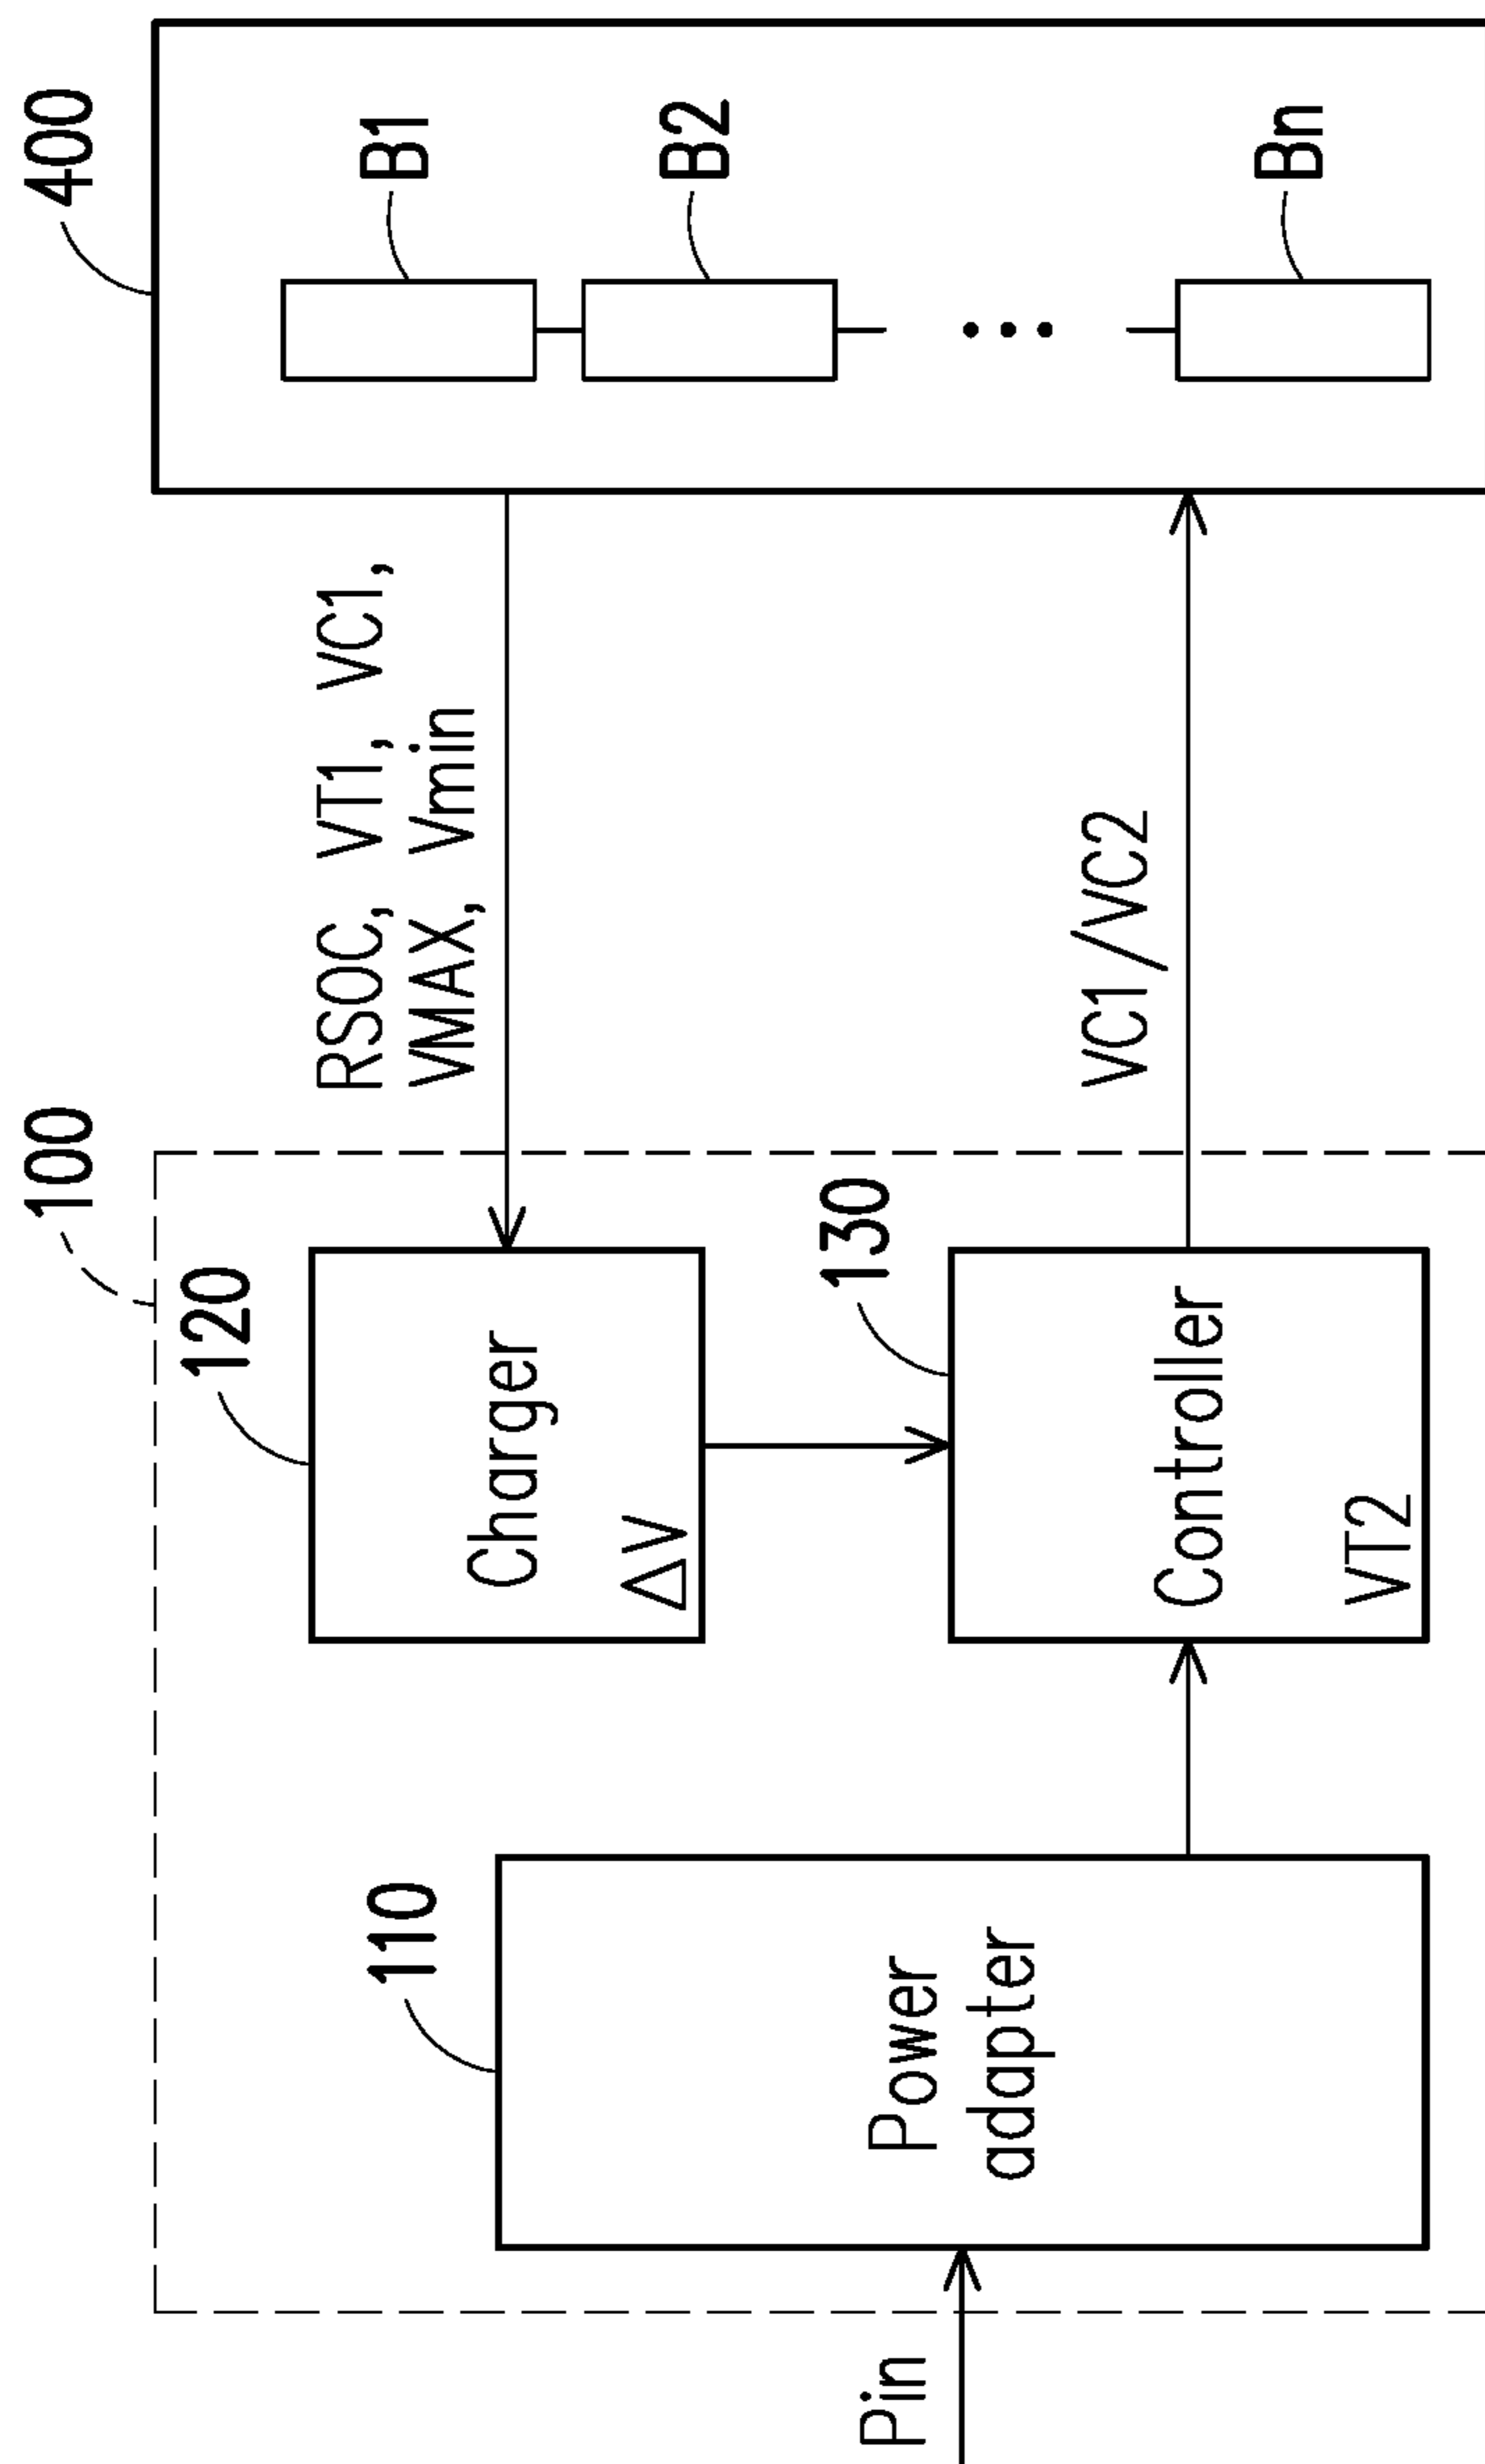 100
400
120
RSOC, VT1, VC1,
VMAX, Vmin
B1
110
Charger
ΔV
B2
130
Pin
Power
adapter
Controller
VT2
VC1/VC2
Bn